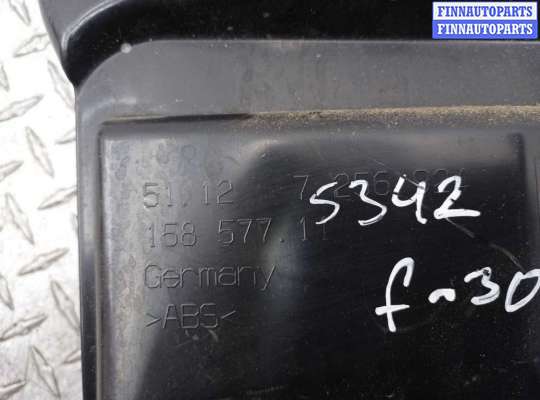 FINNAUTOPARTS
FINNAUTOPARTS
51.12
5342
158 577.11
Germany
f~30
>ABS<